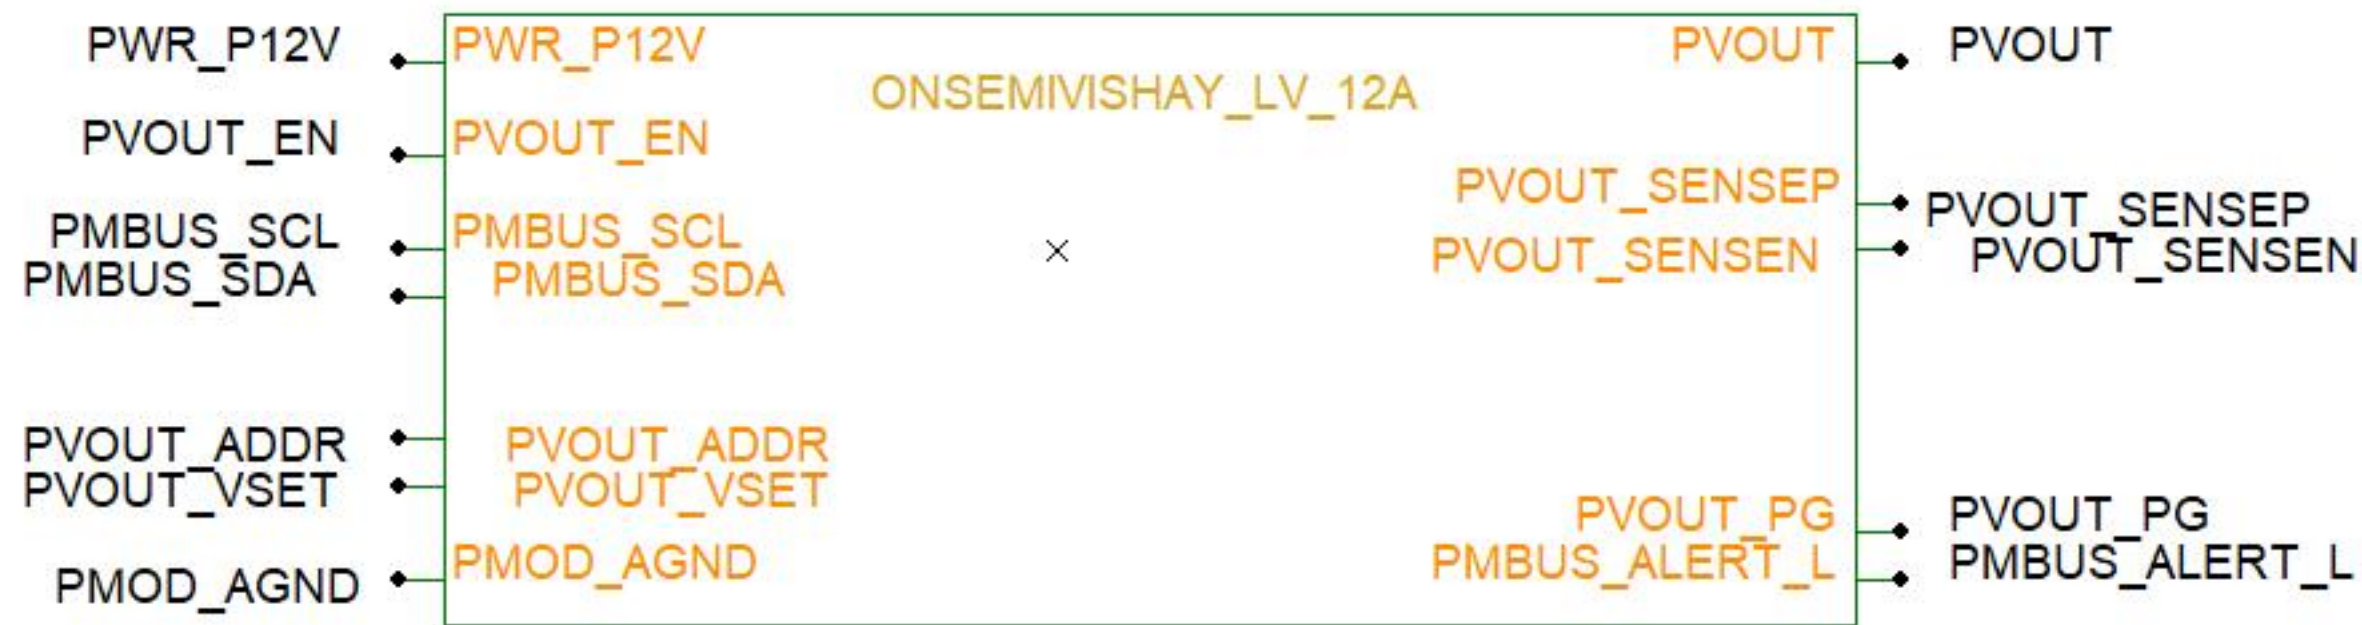 PWR_P12V PWR_P12V PVOUT PVOUT
ONSEMIVISHAY_LV_12A
PVOUT_EN PVOUT_EN
PVOUT_SENSEP PVOUT_SENSEP
PMBUS_SCL PMBUS_SCL PVOUT_SENSEN PVOUT_SENSEN
PMBUS_SDA PMBUS_SDA
PVOUT_ADDR PVOUT_ADDR
PVOUT_VSET PVOUT_VSET
PVOUT_PG PVOUT_PG
PMOD_AGND PMOD_AGND PMBUS_ALERT_L PMBUS_ALERT_L